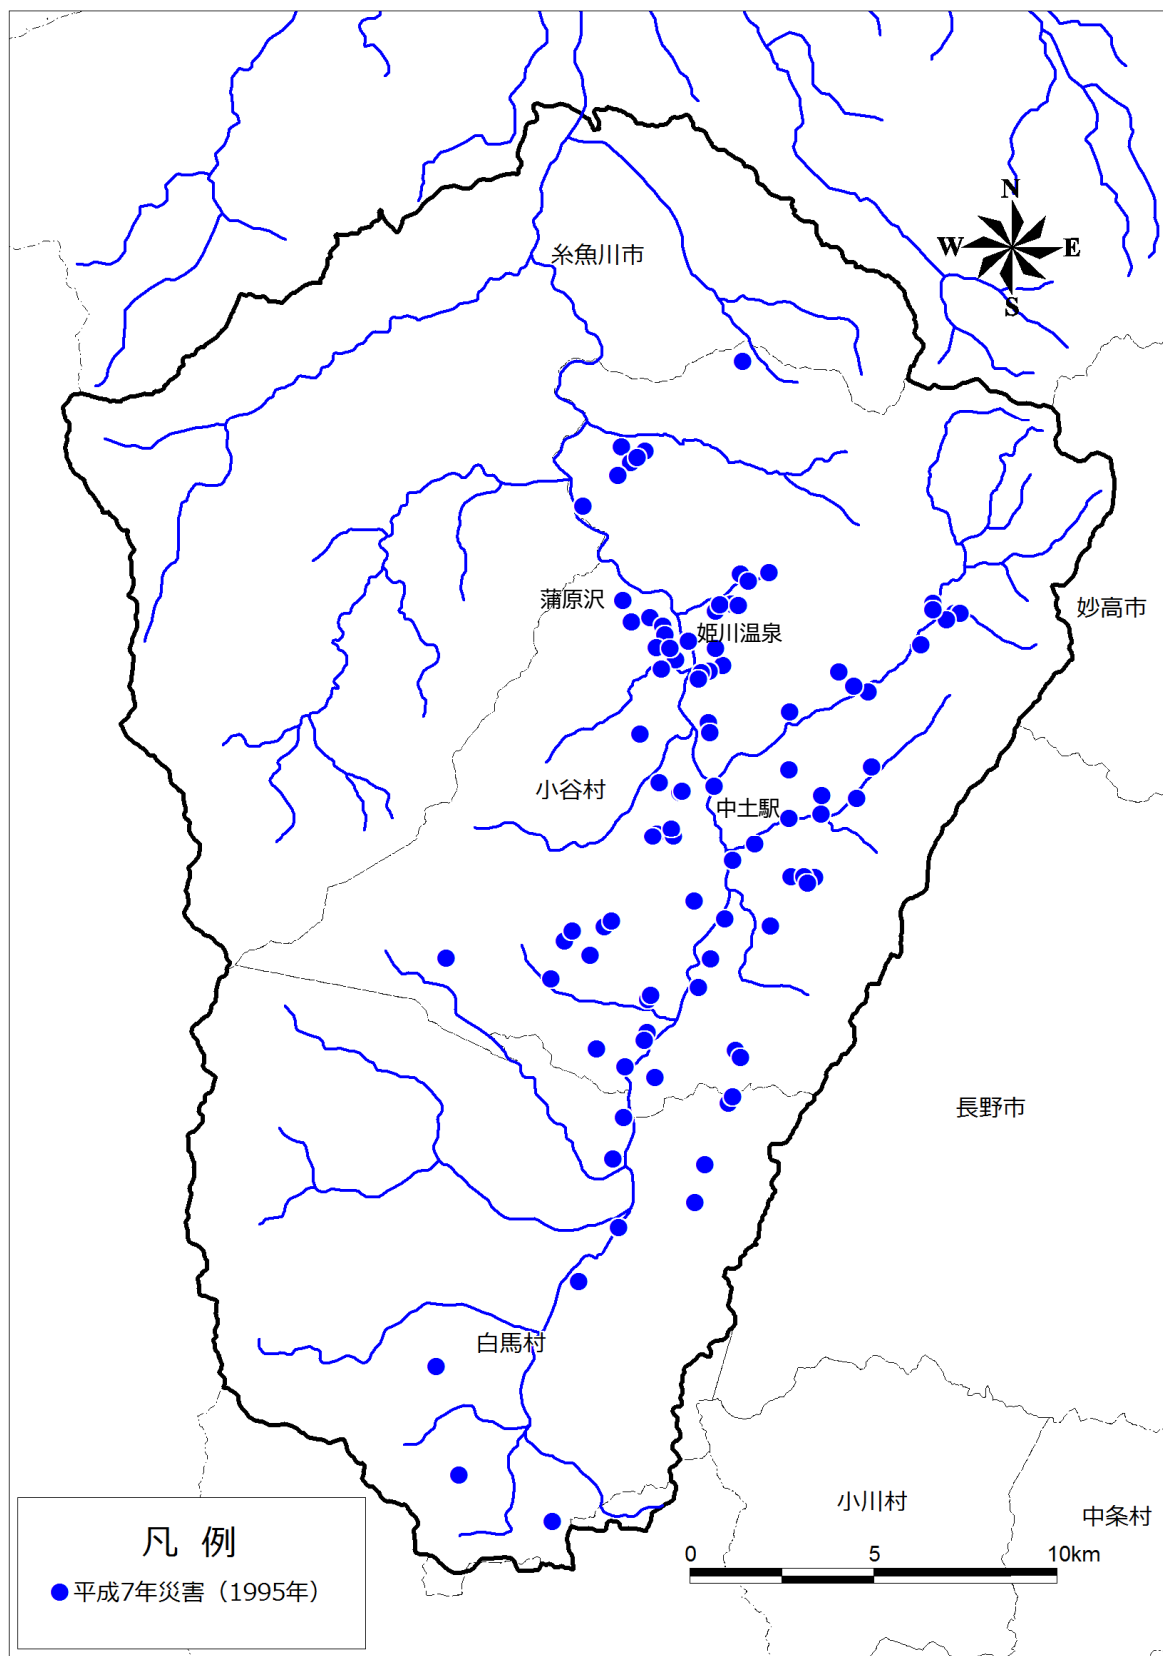 N
W E
S
糸魚川市
蒲原沢
姫川温泉
妙高市
小谷村
中土駅
長野市
白馬村
小川村
中条村
凡 例
平成7年災害（1995年）
0 5 10km